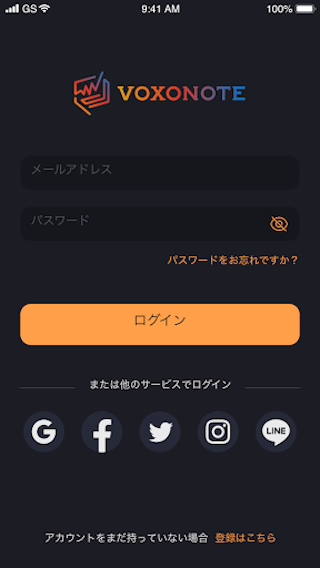 GS 9:41 AM 100%
VOXONOTE
メールアドレス
パスワード
パスワードをお忘れですか？
ログイン
または他のサービスでログイン
G f LINE
アカウントをまだ持っていない場合 登録はこちら